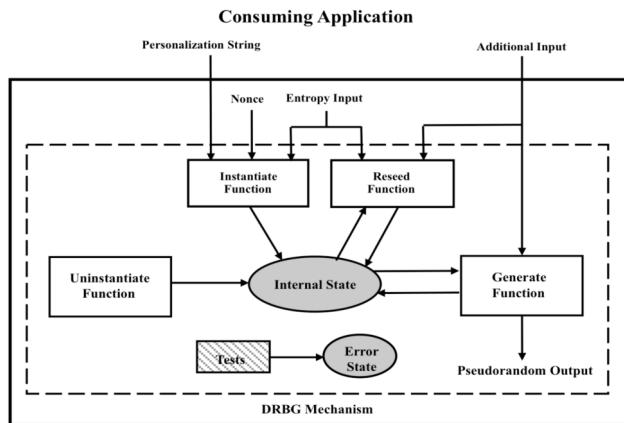 Consuming Application
Personalization String
Additional Input
Nonce
Entropy Input
Instantiate
Function
Reseed
Function
Uninstantiate
Function
Internal State
Generate
Function
Tests
Error
State
Pseudorandom Output
DRBG Mechanism